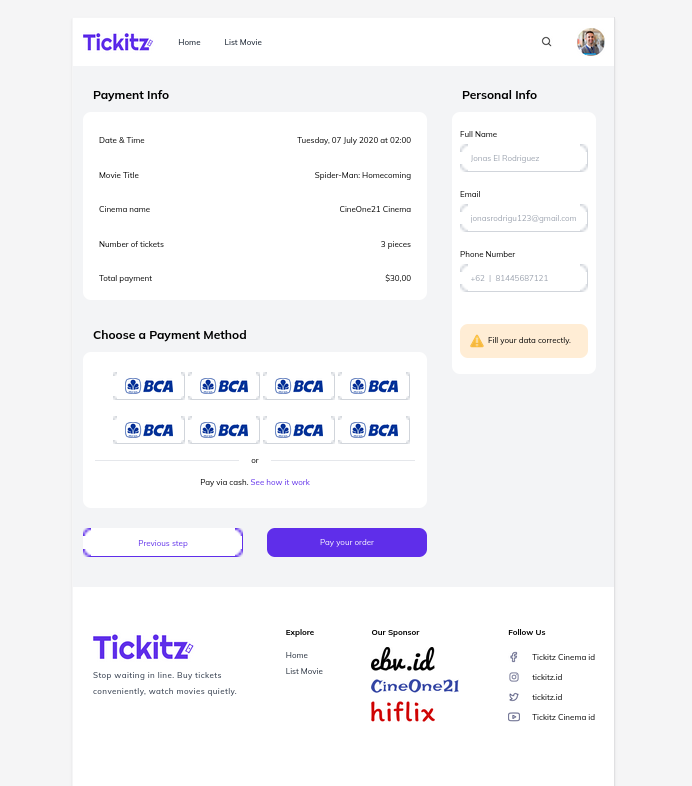 Tickitz
Home
List Movie
Payment Info
Date & Time
Tuesday, 07 July 2020 at 02:00
Movie Title
Spider-Man: Homecoming
Cinema name
CineOne21 Cinema
Number of tickets
3 pieces
Total payment
$30,00
Choose a Payment Method
BCA
BCA
BCA
BCA
BCA
BCA
BCA
BCA
or
Pay via cash. See how it work
Previous step
Pay your order
Personal Info
Full Name
Jonas El Rodriguez
Email
jonasrodrigu123@gmail.com
Phone Number
+62 | 81445687121
Fill your data correctly.
Tickitz
Stop waiting in line. Buy tickets
conveniently, watch movies quietly.
Explore
Home
List Movie
Our Sponsor
ebv.id
CineOne21
hiflix
Follow Us
Tickitz Cinema id
tickitz.id
tickitz.id
Tickitz Cinema id